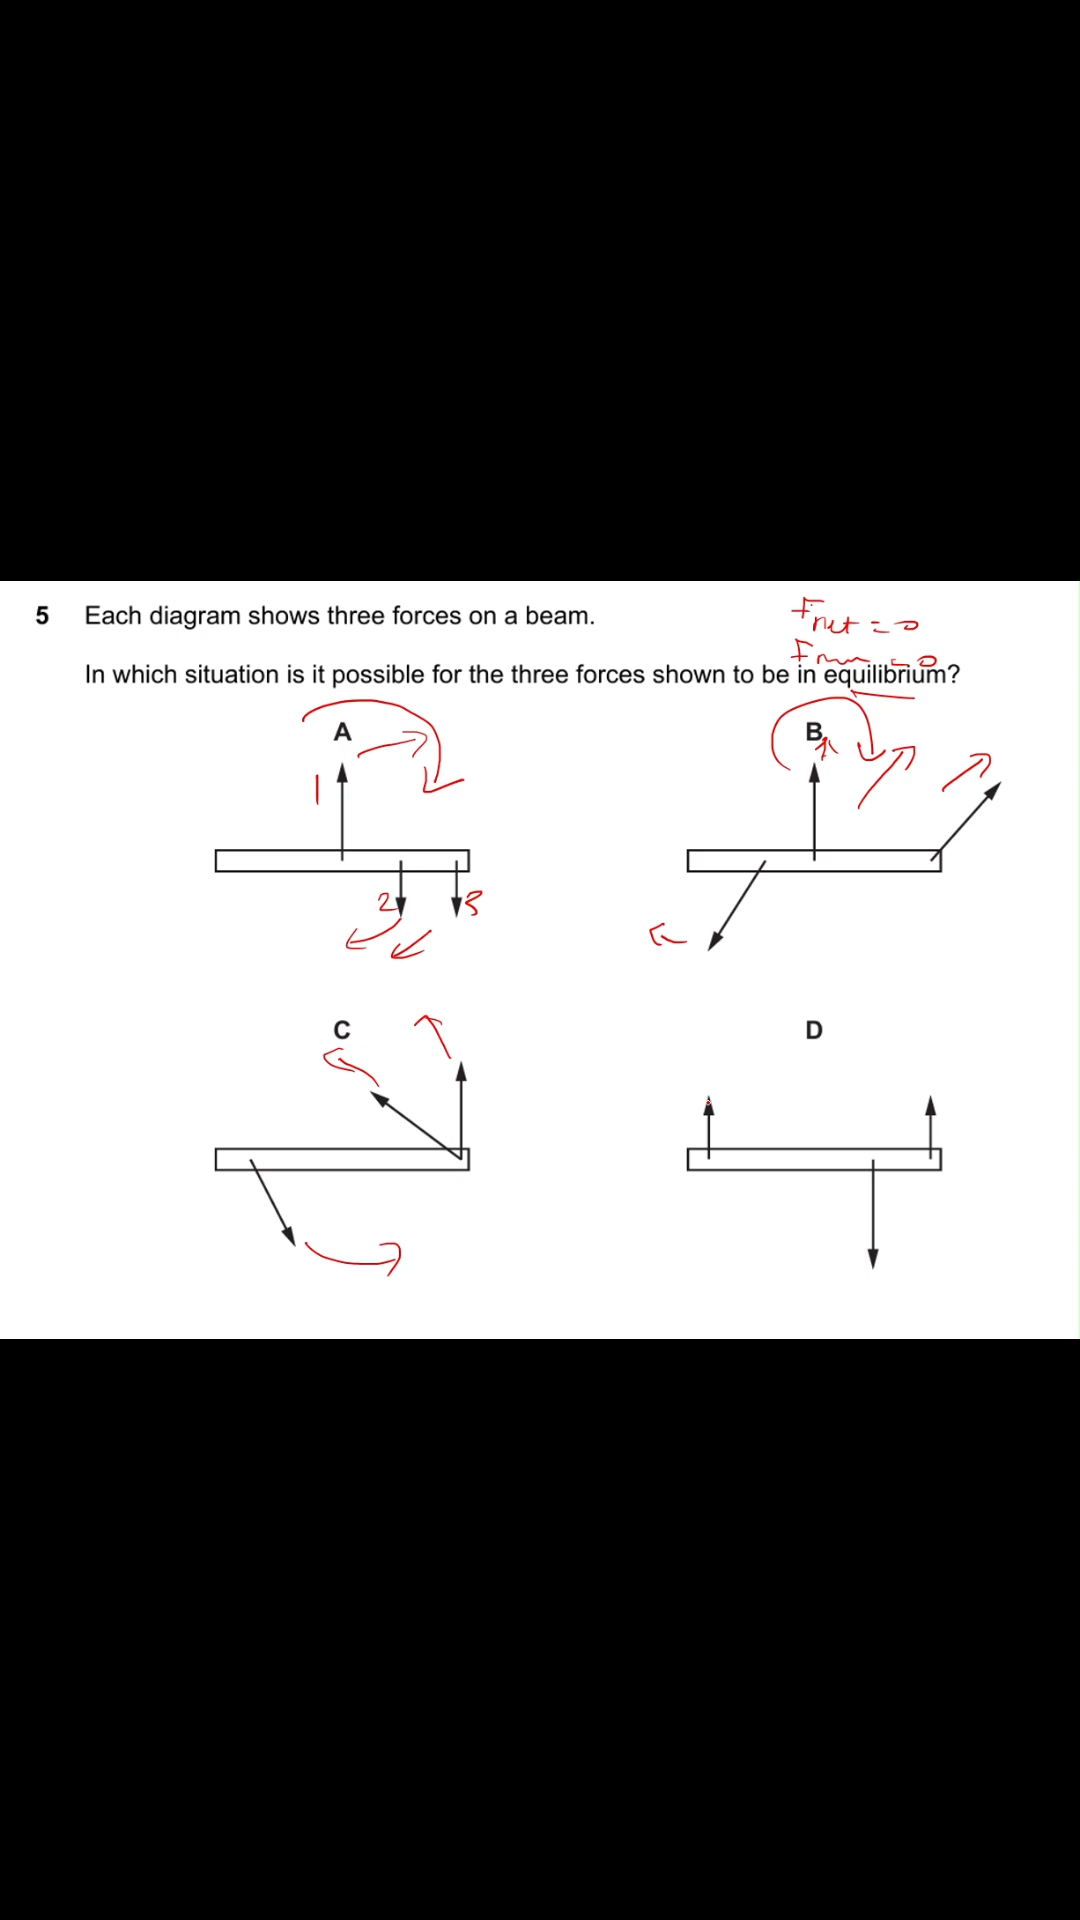 5 Each diagram shows three forces on a beam.
Fnet = 0
In which situation is it possible for the three forces shown to be in equilibrium?
A
B
1
2
3
C
D